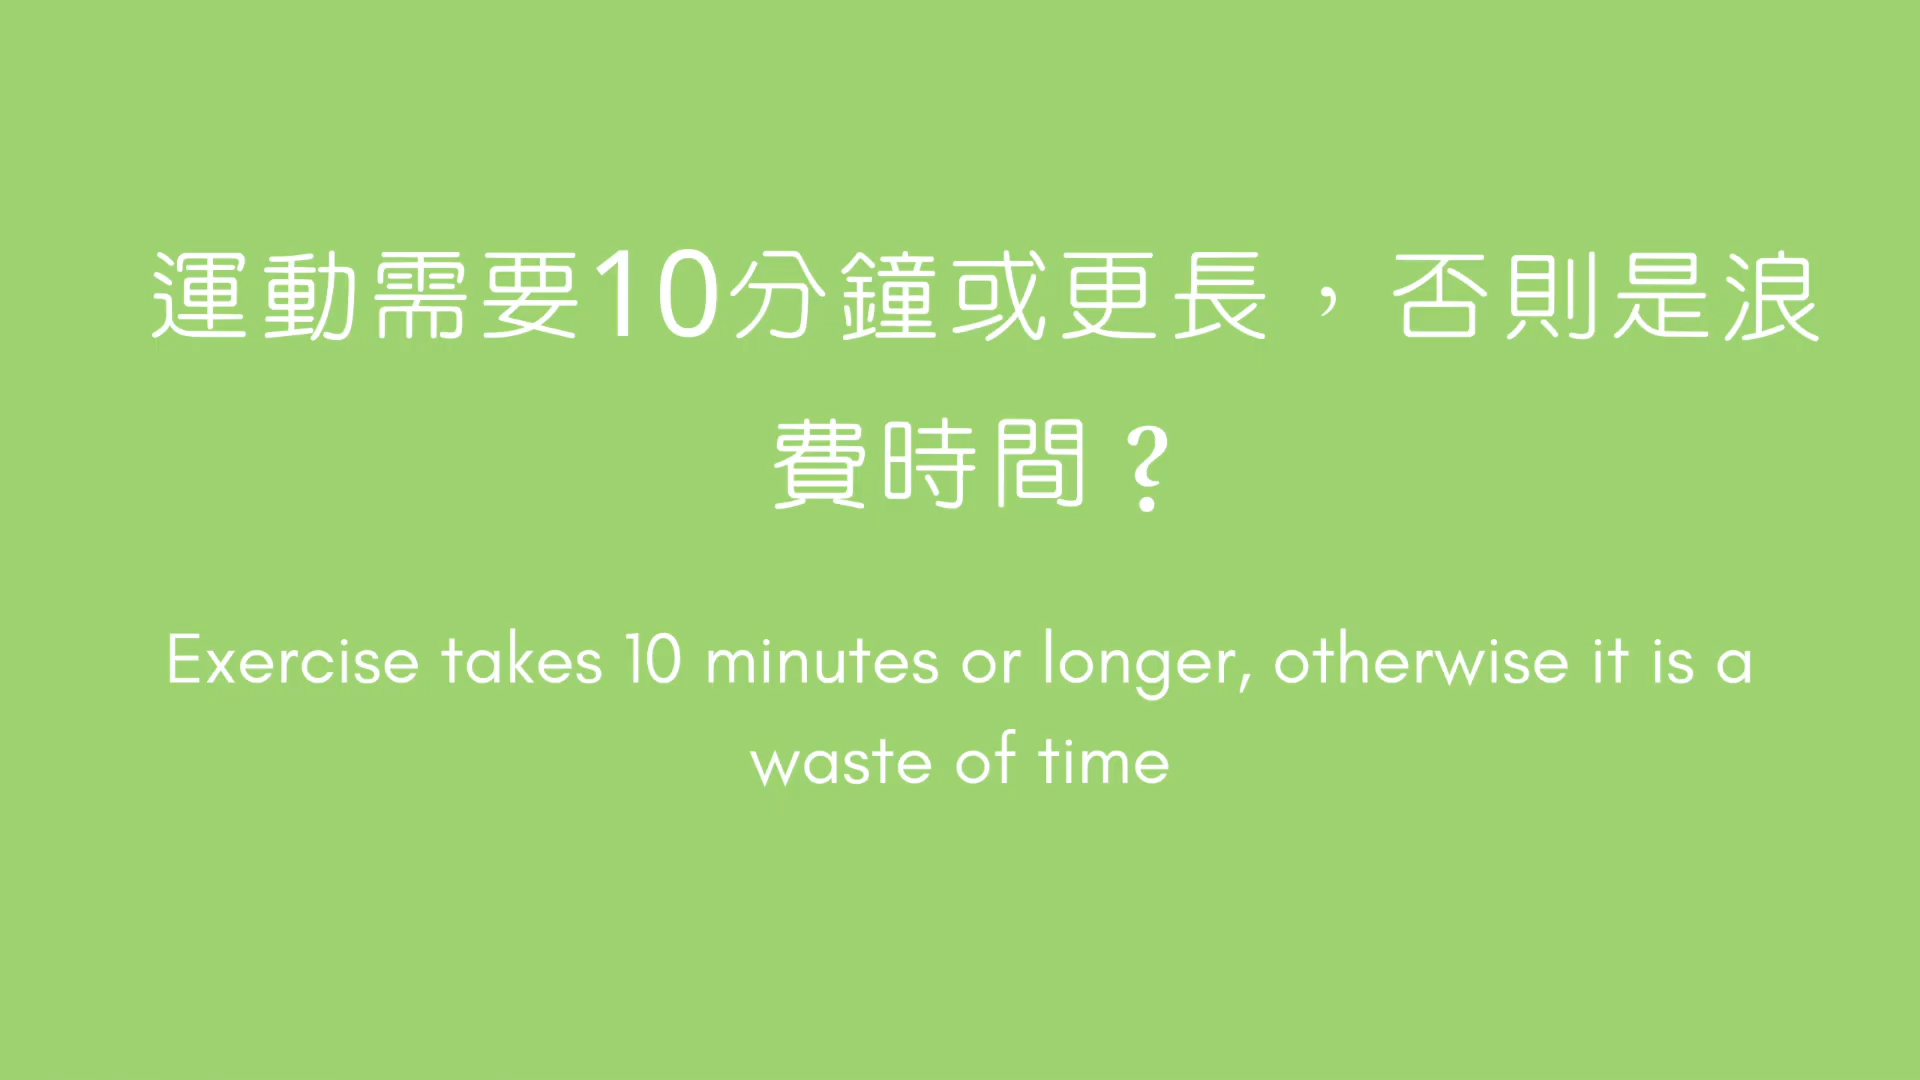 運動需要10分鐘或更長，否則是浪
費時間？
Exercise takes 10 minutes or longer, otherwise it is a
waste of time